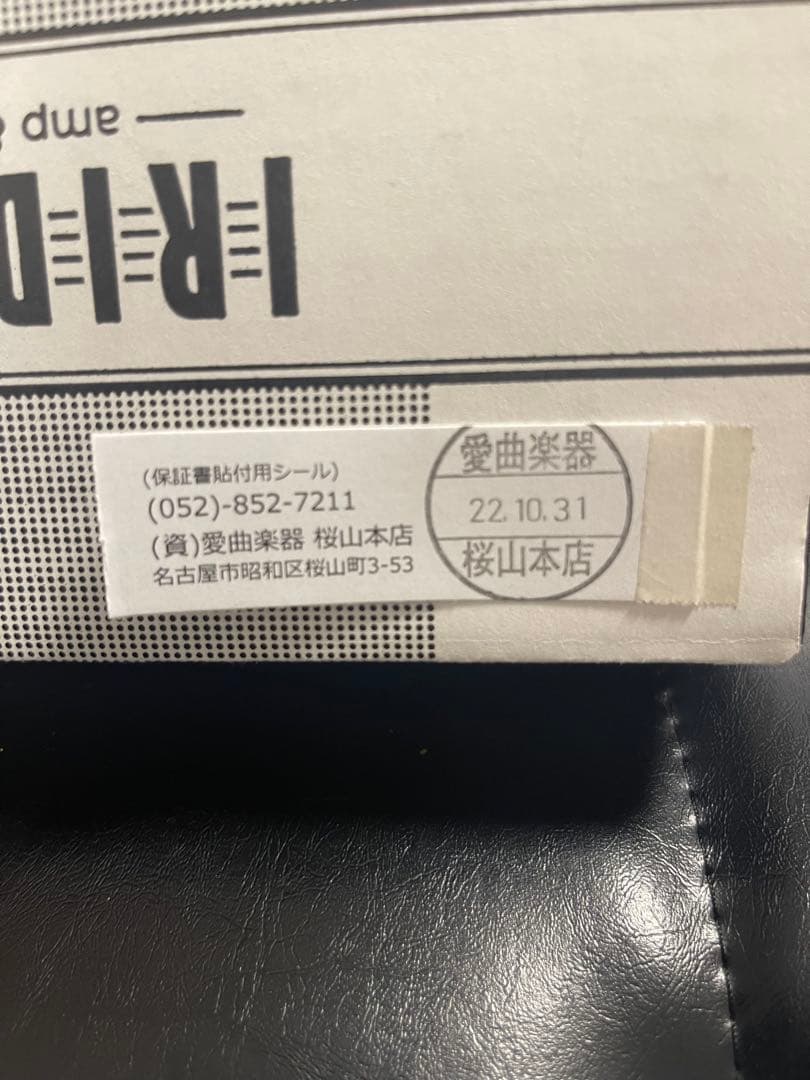 amp &
IRID
(保証書貼付用シール)
(052)-852-7211
(資)愛曲楽器 桜山本店
名古屋市昭和区桜山町3-53
愛曲楽器
22.10.31
桜山本店